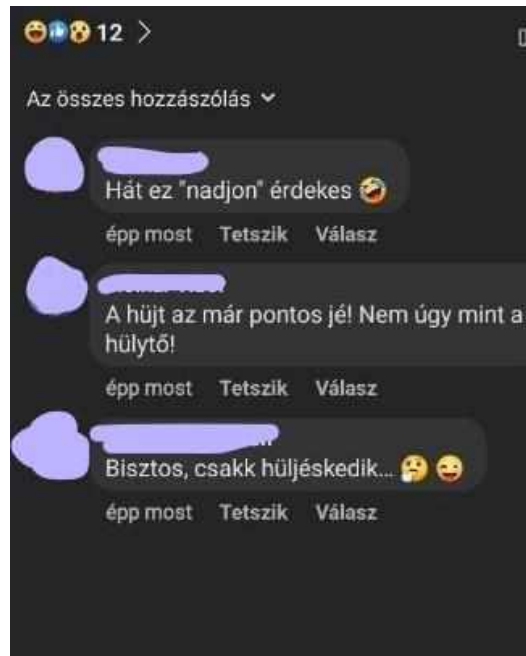 12
Az összes hozzászólás
Hát ez "nadjon" érdekes
épp most Tetszik Válasz
A hüjt az már pontos jé! Nem úgy mint a
hülytő!
épp most Tetszik Válasz
Bisztos, csakk hüljéskedik...
épp most Tetszik Válasz